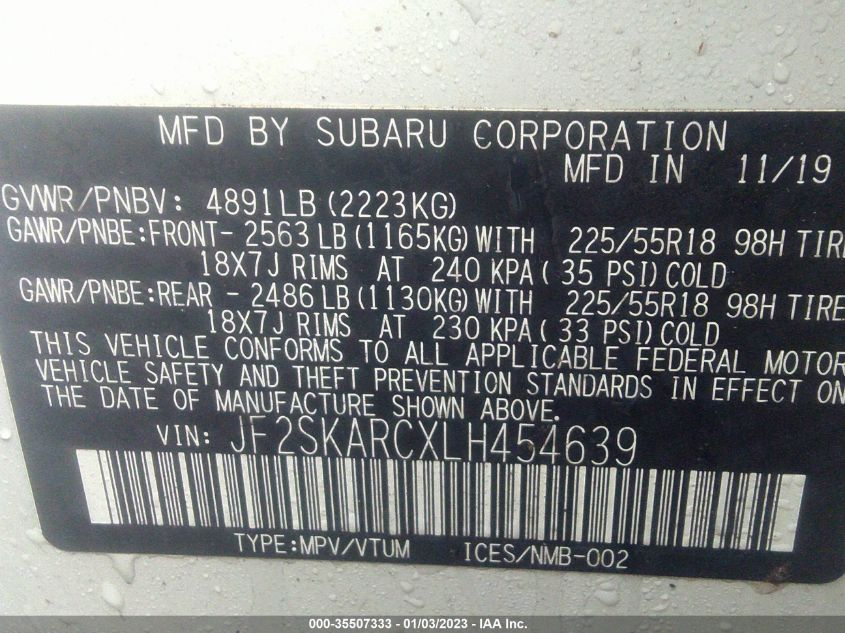 MFD BY SUBARU CORPORATION
MFD IN 11/19
GVWR/PNBV: 4891LB (2223KG)
GAWR/PNBE:FRONT- 2563 LB (1165KG) WITH 225/55R18 98H TIRE
18X7J RIMS AT 240 KPA ( 35 PSI) COLD
GAWR/PNBE:REAR - 2486 LB (1130KG) WITH 225/55R18 98H TIRE
18X7J RIMS AT 230 KPA ( 33 PSI) COLD
THIS VEHICLE CONFORMS TO ALL APPLICABLE FEDERAL MOTOR
VEHICLE SAFETY AND THEFT PREVENTION STANDARDS IN EFFECT ON
THE DATE OF MANUFACTURE SHOWN ABOVE.
VIN: JF2SKARCXLH454639
TYPE:MPV/VTUM ICES/NMB-002
000-35507333 - 01/03/2023 - IAA Inc.